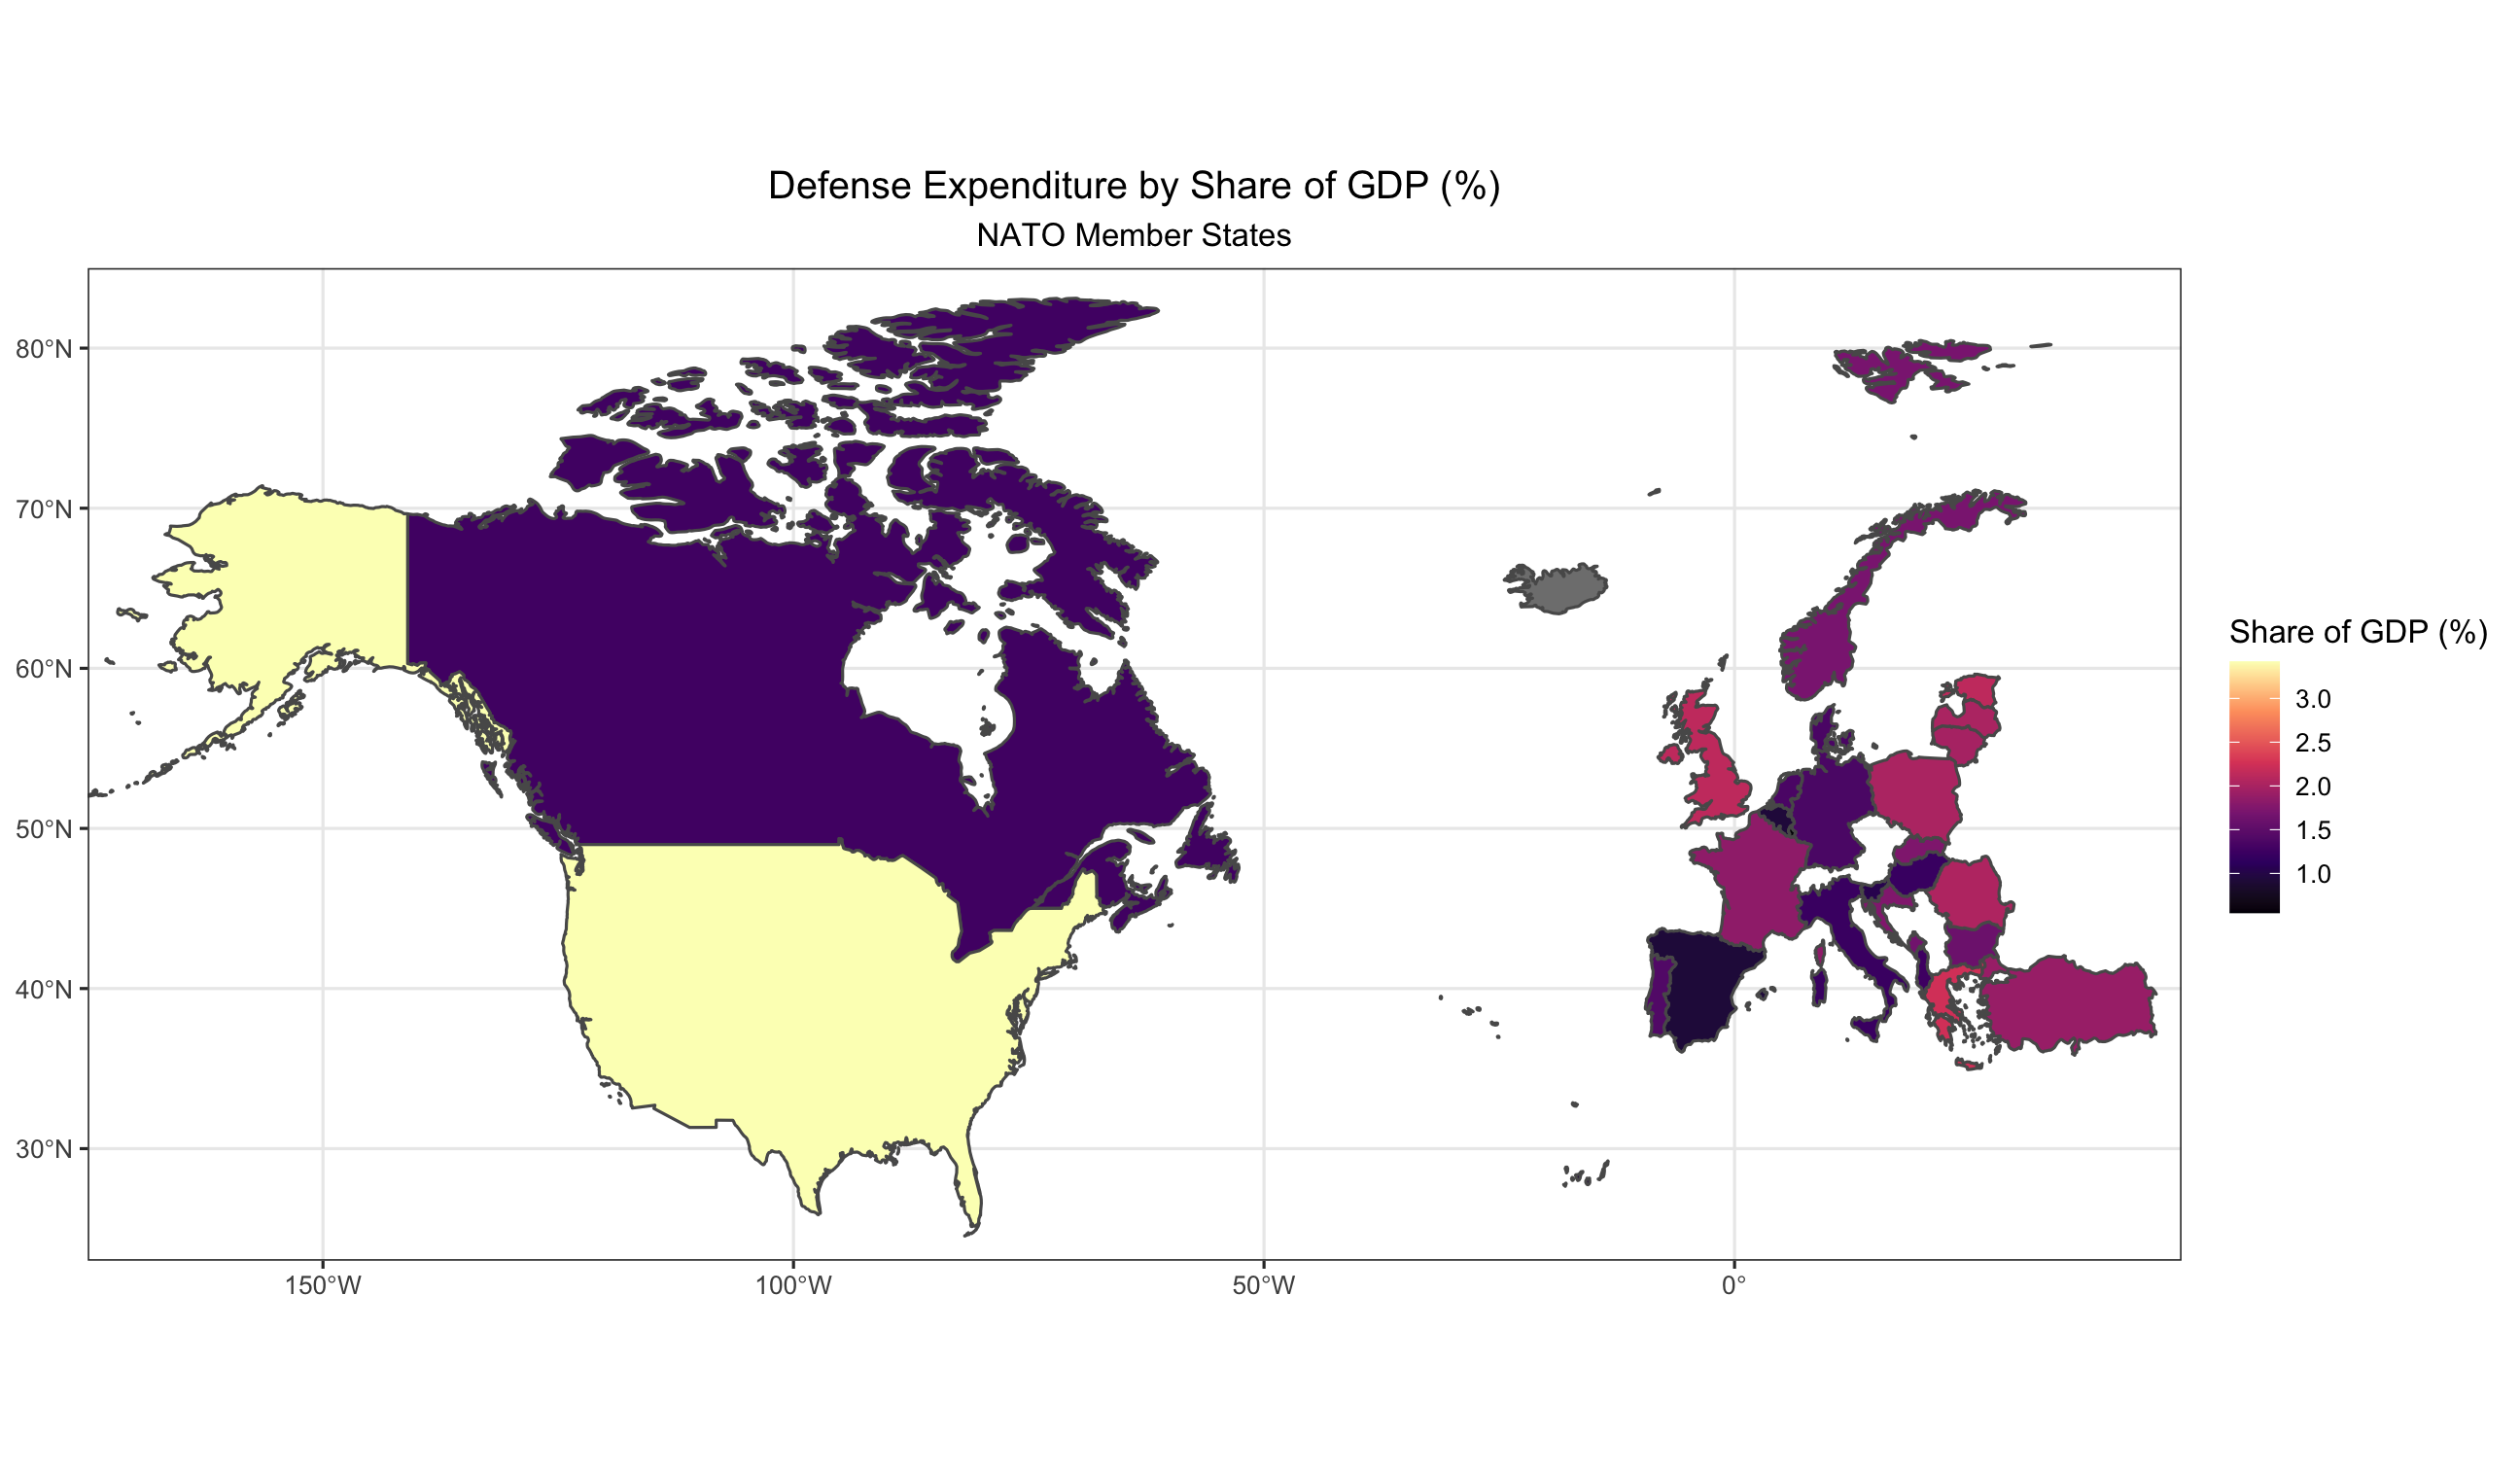 Defense Expenditure by Share of GDP (%)
NATO Member States
80°N
70°N
60°N
50°N
40°N
30°N
150°W
100°W
50°W
0°
Share of GDP (%)
3.0
2.5
2.0
1.5
1.0